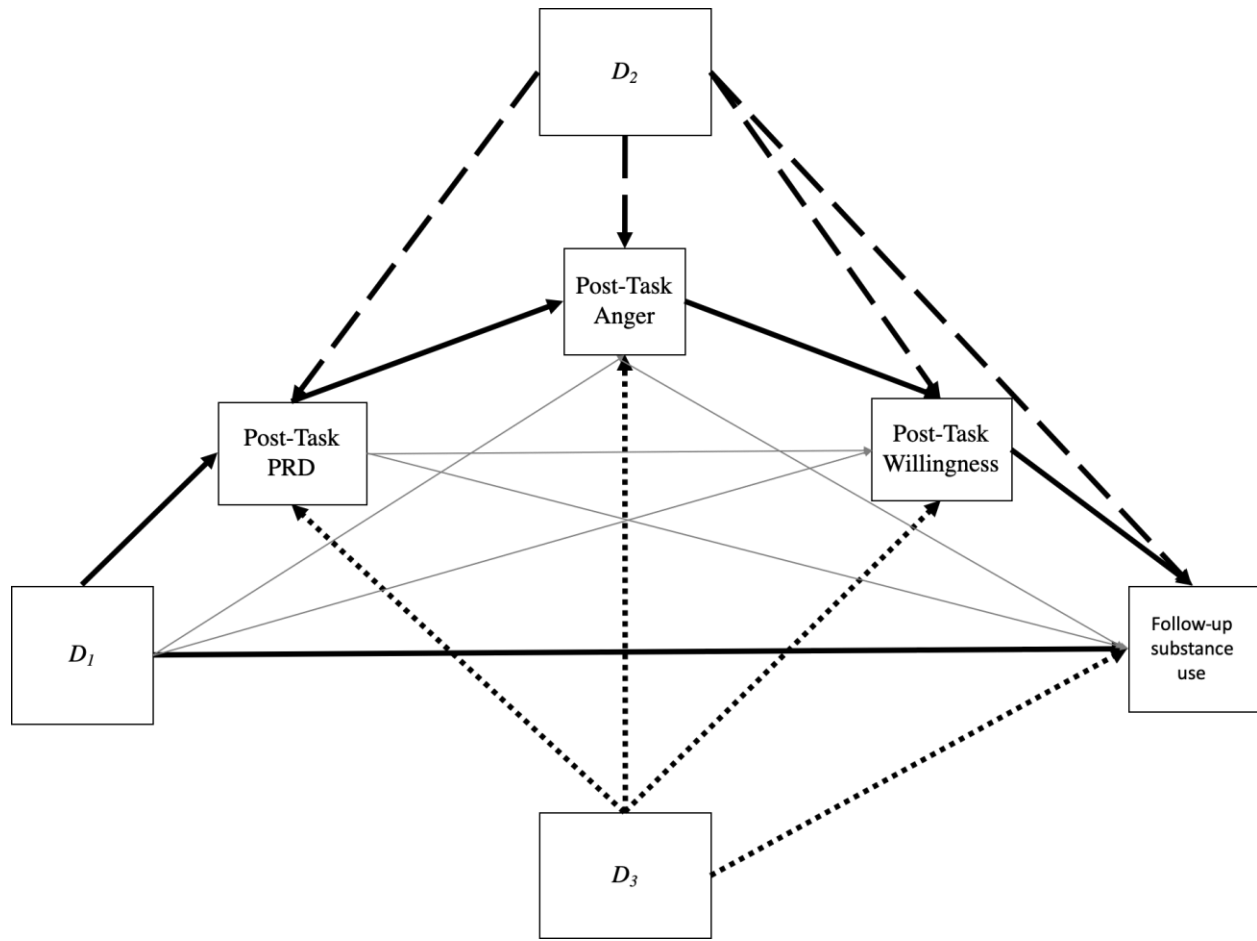 D2
Post-Task
Anger
Post-Task
PRD
Post-Task
Willingness
D1
Follow-up
substance
use
D3